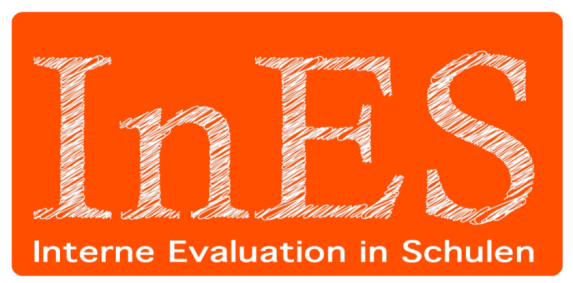 InES
Interne Evaluation in Schulen